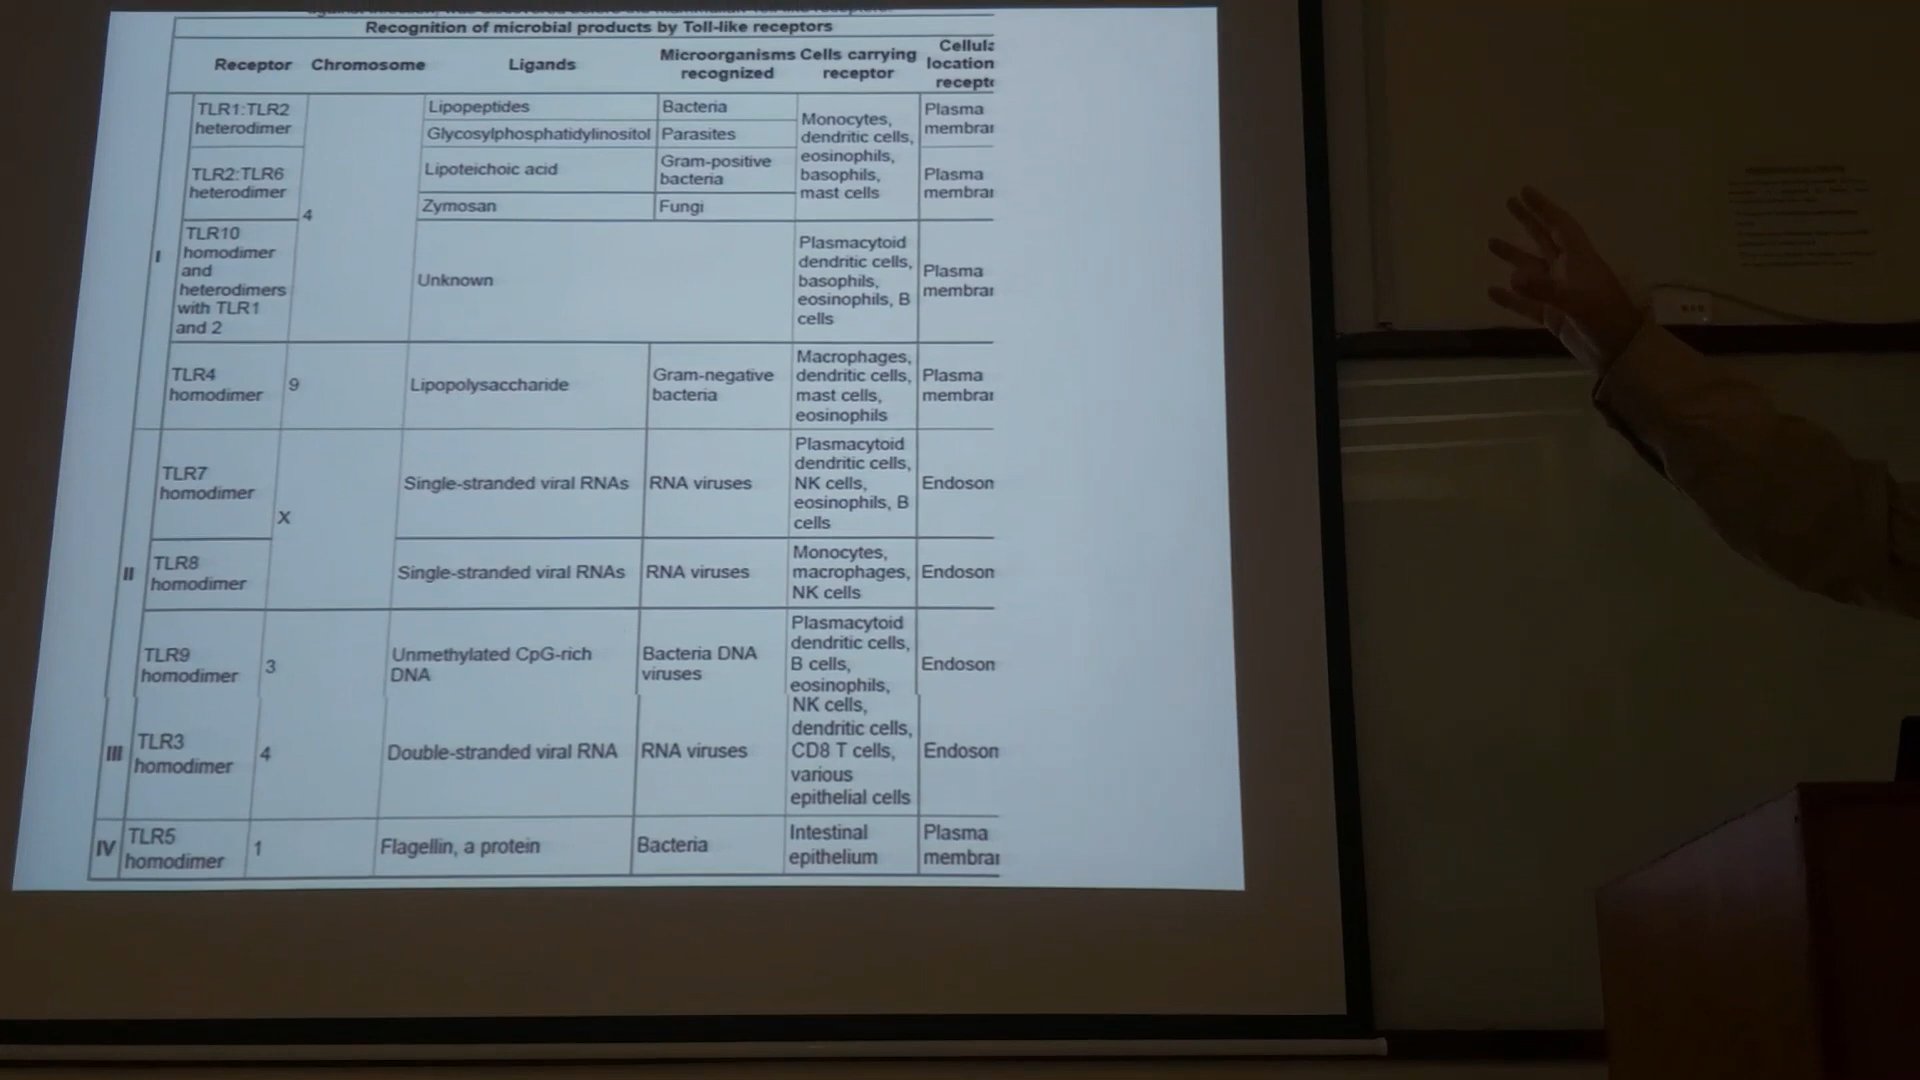 Recognition of microbial products by Toll-like receptors
Receptor Chromosome Ligands Microorganisms recognized Cells carrying receptor Cellula location recepto
I
TLR1:TLR2 heterodimer
4
Lipopeptides Bacteria
Glycosylphosphatidylinositol Parasites
Monocytes, dendritic cells, eosinophils, basophils, mast cells
Plasma membrar
TLR2:TLR6 heterodimer
Lipoteichoic acid Gram-positive bacteria
Zymosan Fungi
Plasma membrar
TLR10 homodimer and heterodimers with TLR1 and 2
Unknown
Plasmacytoid dendritic cells, basophils, eosinophils, B cells
Plasma membrar
TLR4 homodimer 9 Lipopolysaccharide Gram-negative bacteria
Macrophages, dendritic cells, mast cells, eosinophils
Plasma membrar
II
TLR7 homodimer
X
Single-stranded viral RNAs RNA viruses
Plasmacytoid dendritic cells, NK cells, eosinophils, B cells
Endoson
TLR8 homodimer
Single-stranded viral RNAs RNA viruses
Monocytes, macrophages, NK cells
Endoson
TLR9 homodimer 3 Unmethylated CpG-rich DNA Bacteria DNA viruses
Plasmacytoid dendritic cells, B cells, eosinophils,
Endoson
III
TLR3 homodimer 4 Double-stranded viral RNA RNA viruses
NK cells, dendritic cells, CD8 T cells, various epithelial cells
Endoson
IV
TLR5 homodimer 1 Flagellin, a protein Bacteria
Intestinal epithelium
Plasma membrar